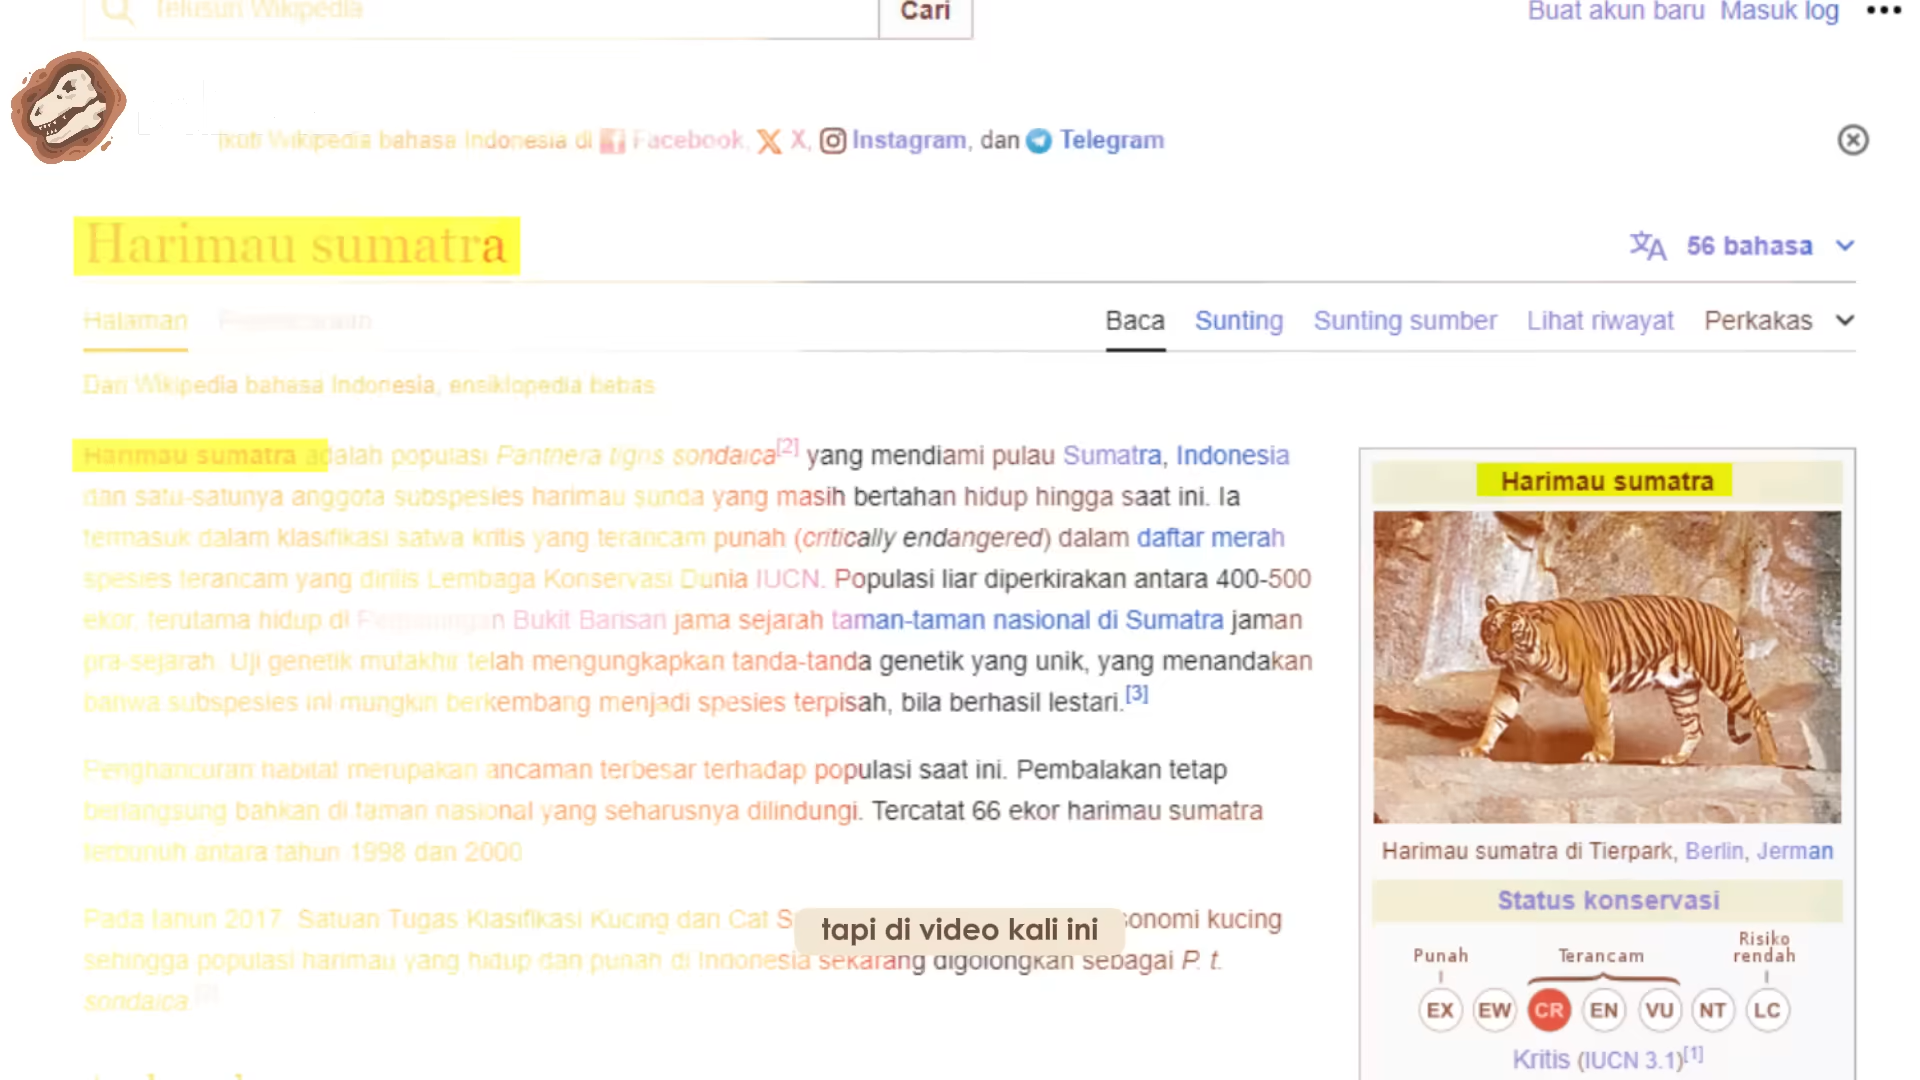 Telusuri Wikipedia
Cari
Buat akun baru Masuk log
Ikuti Wikipedia bahasa Indonesia di Facebook, X, Instagram, dan Telegram
Harimau sumatra
56 bahasa
Halaman
Baca Sunting Sunting sumber Lihat riwayat Perkakas
Dari Wikipedia bahasa Indonesia, ensiklopedia bebas
Harimau sumatra adalah populasi Panthera tigris sondaica[2] yang mendiami pulau Sumatra, Indonesia
dan satu-satunya anggota subspesies harimau sunda yang masih bertahan hidup hingga saat ini. Ia
termasuk dalam klasifikasi satwa kritis yang terancam punah (critically endangered) dalam daftar merah
spesies terancam yang dirilis Lembaga Konservasi Dunia IUCN. Populasi liar diperkirakan antara 400-500
ekor, terutama hidup di Bukit Barisan jama sejarah taman-taman nasional di Sumatra jaman
pra-sejarah. Uji genetik mutakhir telah mengungkapkan tanda-tanda genetik yang unik, yang menandakan
bahwa subspesies ini mungkin berkembang menjadi spesies terpisah, bila berhasil lestari.[3]
Penghancuran habitat merupakan ancaman terbesar terhadap populasi saat ini. Pembalakan tetap
berlangsung bahkan di taman nasional yang seharusnya dilindungi. Tercatat 66 ekor harimau sumatra
terbunuh antara tahun 1998 dan 2000
Pada tahun 2017, Satuan Tugas Klasifikasi Kucing dan Cat S sonomi kucing
sehingga populasi harimau yang hidup dan punah di Indonesia sekarang digolongkan sebagai P. t.
sondaica
tapi di video kali ini
Harimau sumatra
Harimau sumatra di Tierpark, Berlin, Jerman
Status konservasi
Punah Terancam Risiko rendah
EX EW CR EN VU NT LC
Kritis (IUCN 3.1)[1]